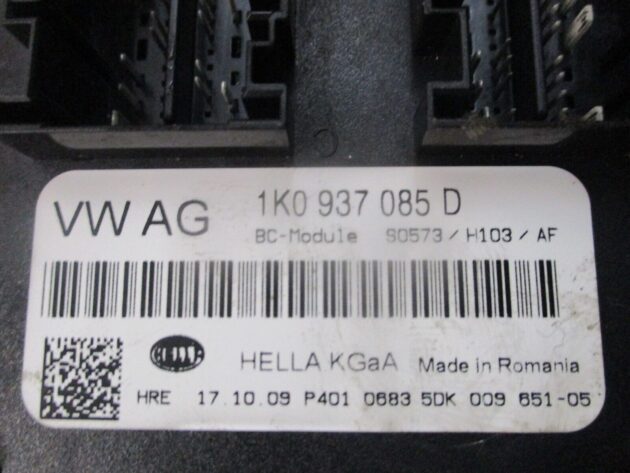 VW AG
1K0 937 085 D
BC-Module S0573 / H103 / AF
HELLA
HELLA KGaA Made in Romania
HRE 17.10.09 P401 0683 5DK 009 651-05